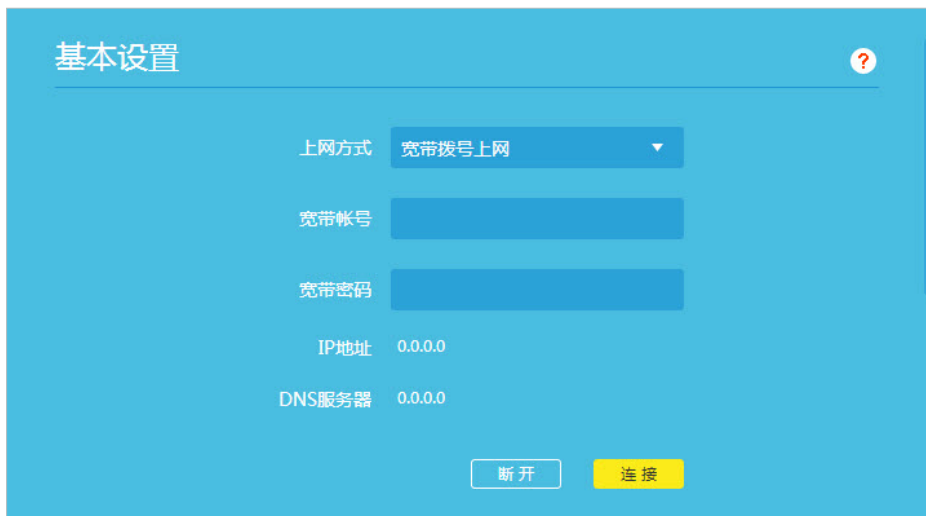 基本设置
?
上网方式 宽带拨号上网
宽带帐号
宽带密码
IP地址 0.0.0.0
DNS服务器 0.0.0.0
断开 连接